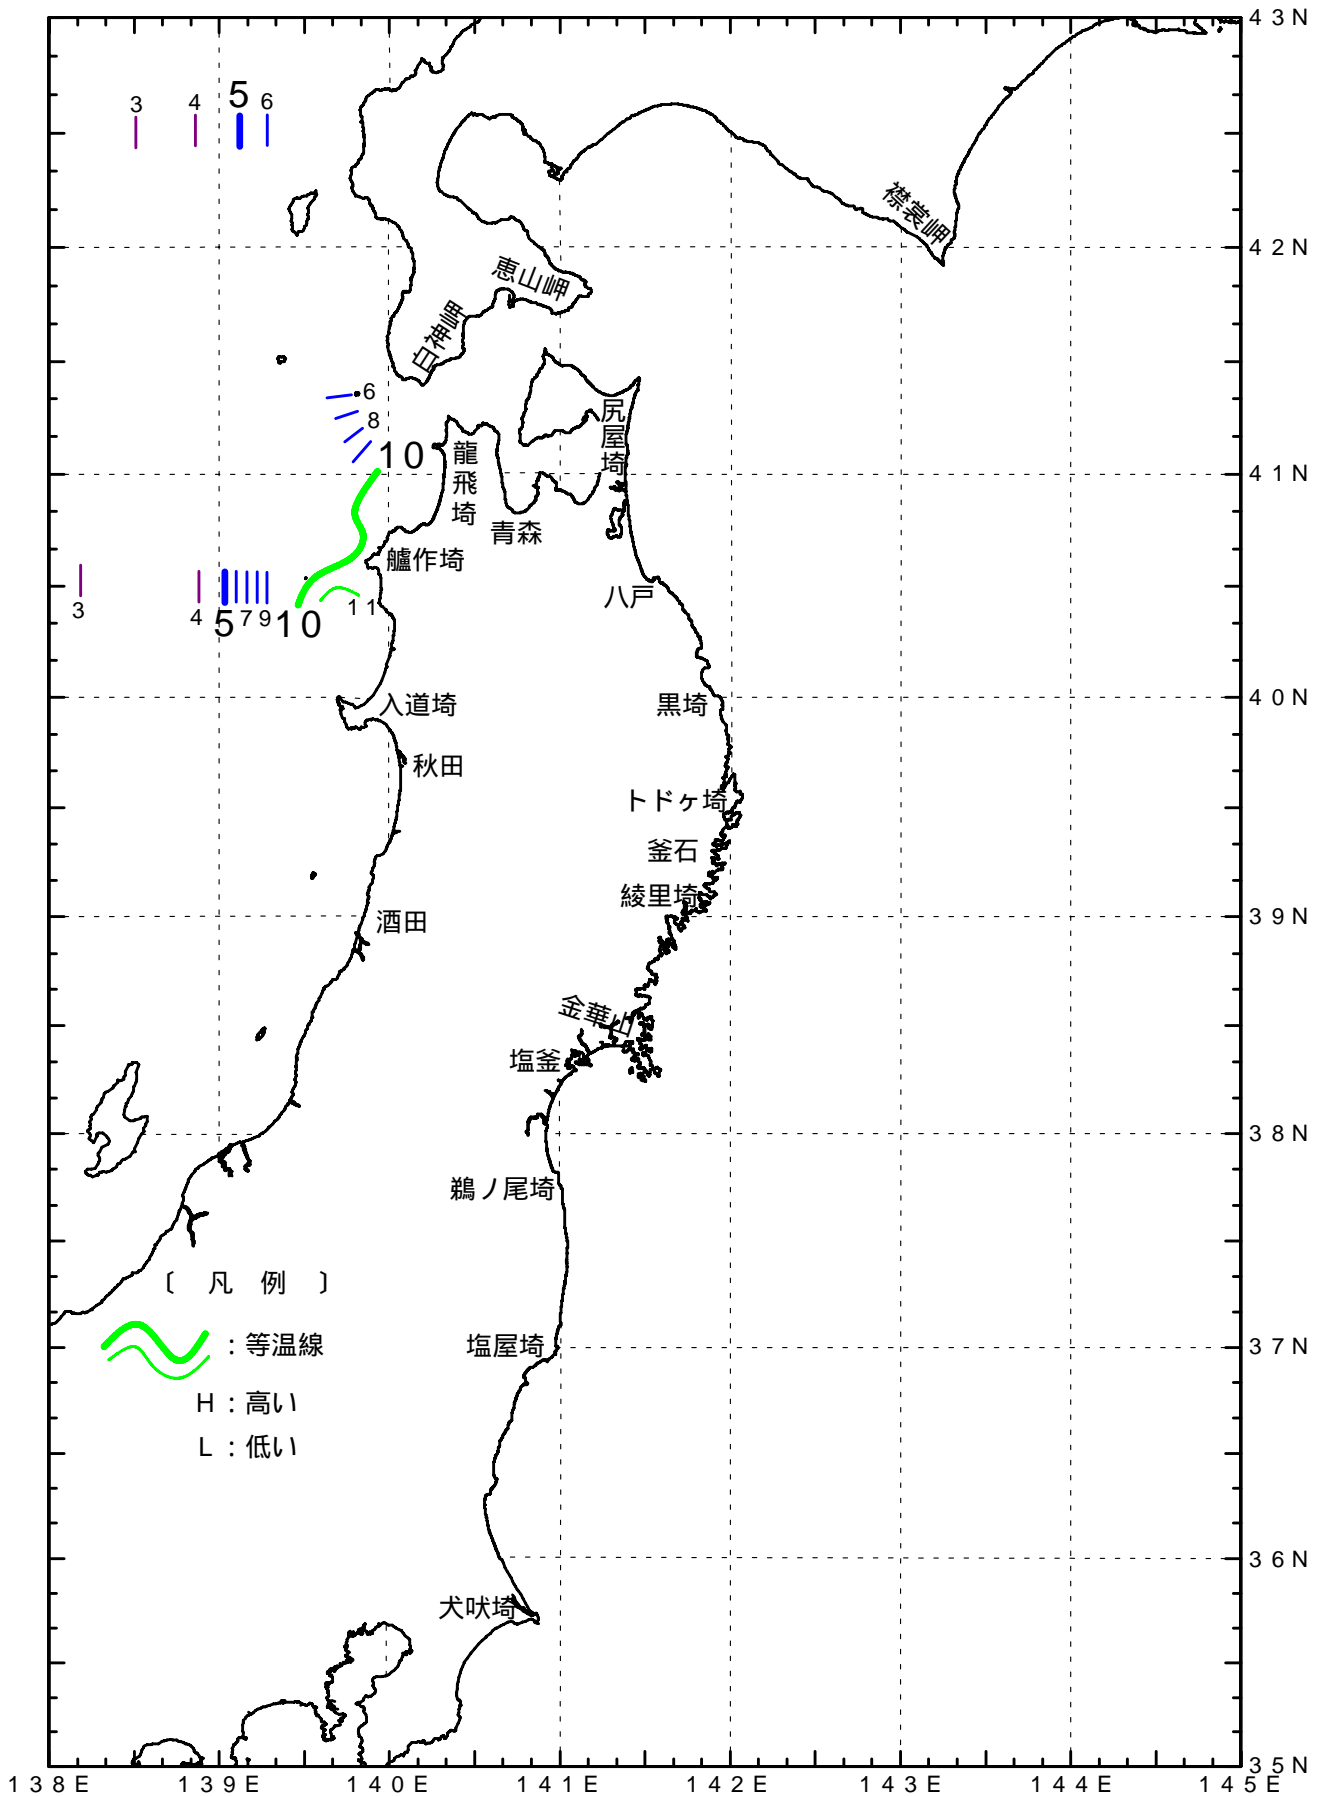 43N
3
4
5
6
襟裳岬
42N
恵山岬
白神岬
6
8
10
尻屋埼
龍飛埼
41N
青森
艫作埼
八戸
3
4
5
7
9
10
11
入道埼
黒埼
40N
秋田
トドヶ埼
釜石
綾里埼
酒田
39N
金華山
塩釜
38N
鵜ノ尾埼
〔 凡 例 〕
：等温線
塩屋埼
37N
H：高い
L：低い
36N
犬吠埼
35N
138E 139E 140E 141E 142E 143E 144E 145E